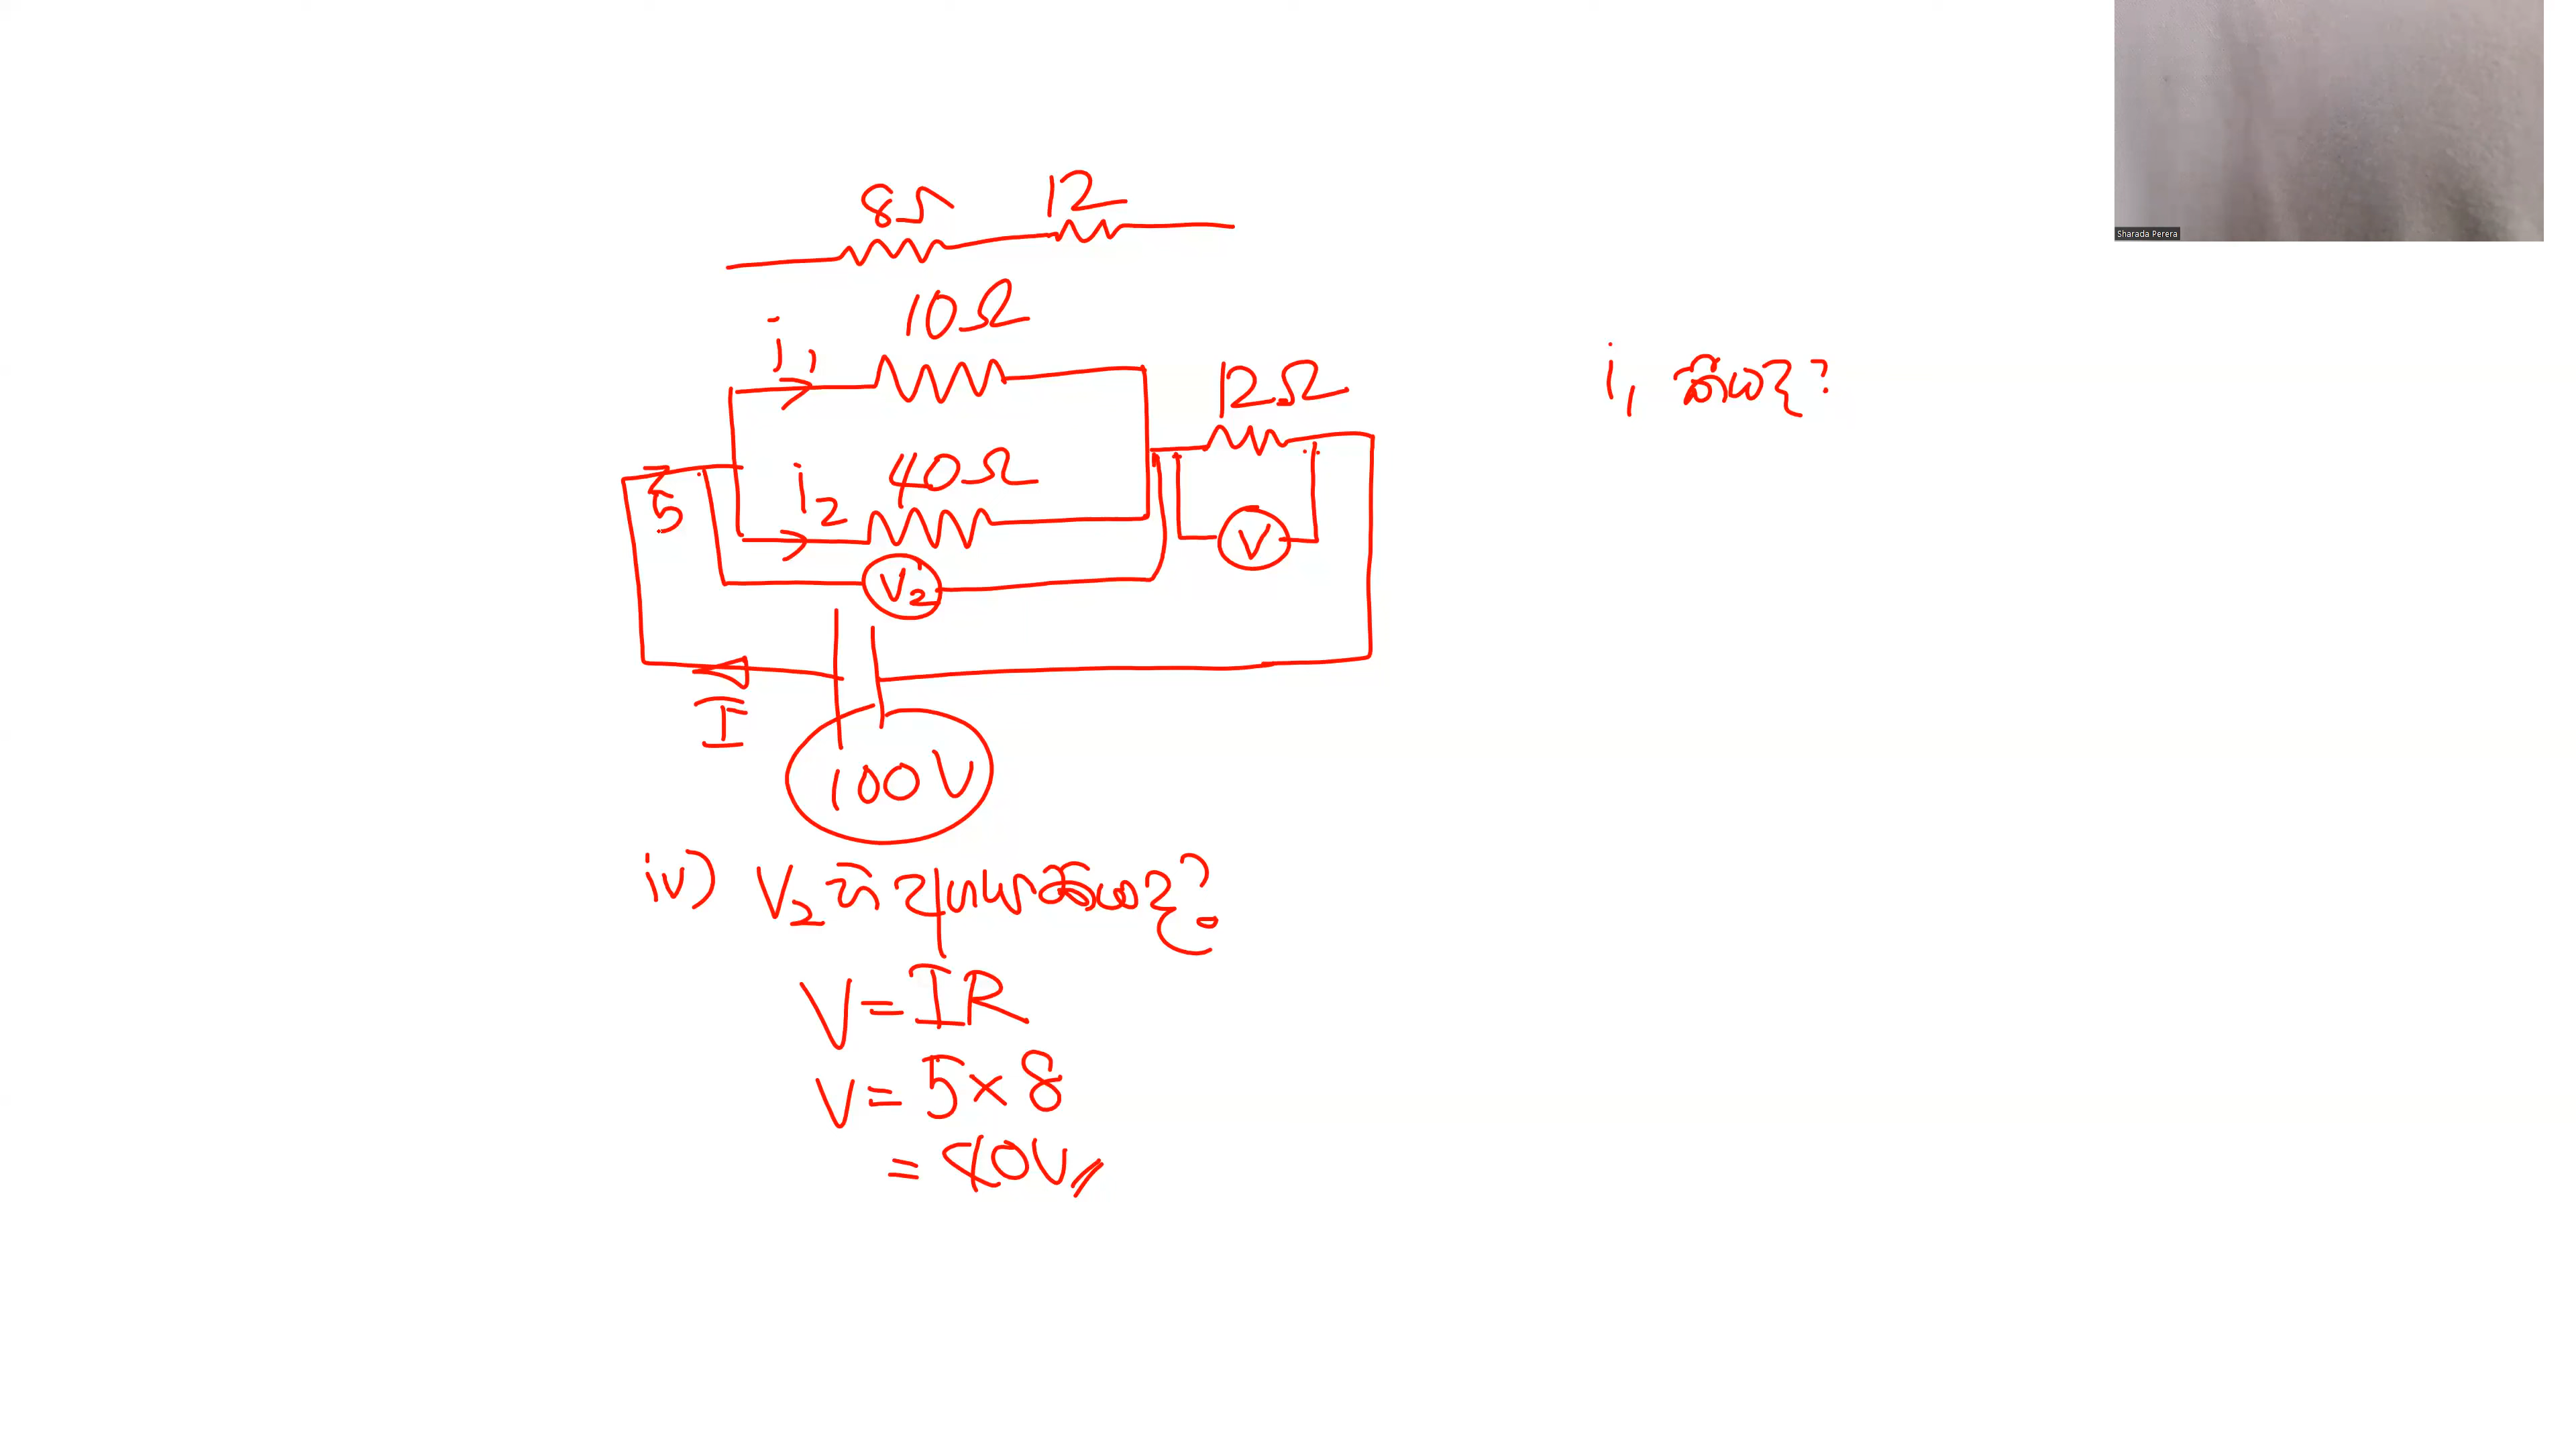 Sharada Perera
8Ω 12
10Ω
i₁
12Ω
i₁ කීයද?
40Ω
i₂
5
V
V₂
I
100V
iv) V₂ හි කීයද?
V = IR
V = 5 × 8
= 40V